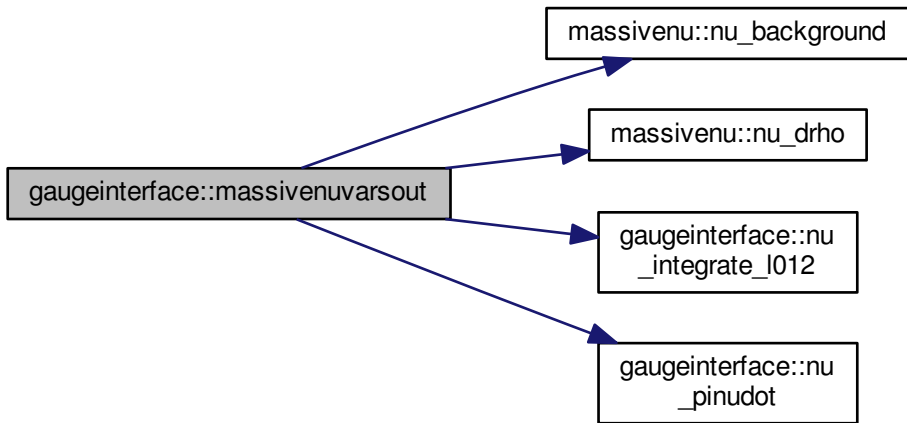 massivenu::nu_background
massivenu::nu_drho
gaugeinterface::massivenuvarsout
gaugeinterface::nu
_integrate_l012
gaugeinterface::nu
_pinudot